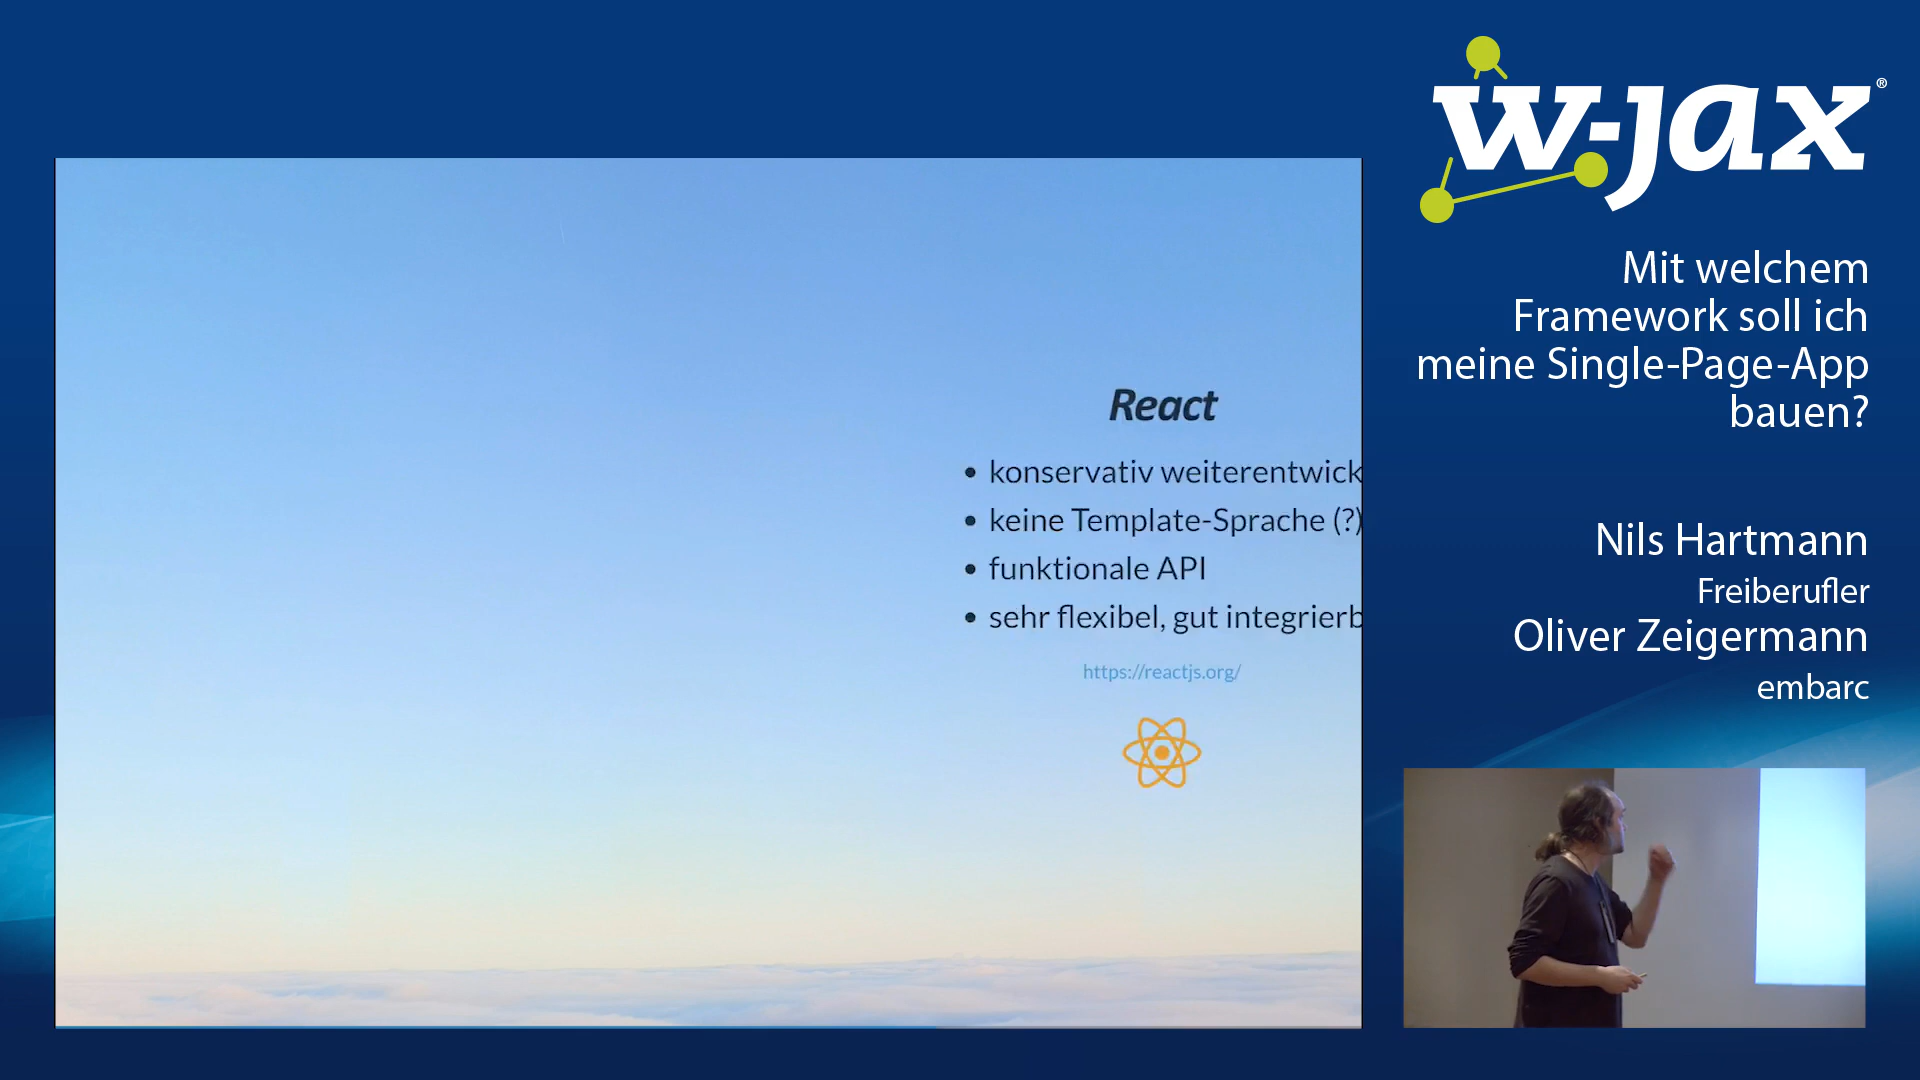 w-jax®
Mit welchem
Framework soll ich
meine Single-Page-App
bauen?
Nils Hartmann
Freiberufler
Oliver Zeigermann
embarc
React
• konservativ weiterentwick
• keine Template-Sprache (?)
• funktionale API
• sehr flexibel, gut integrierb
https://reactjs.org/